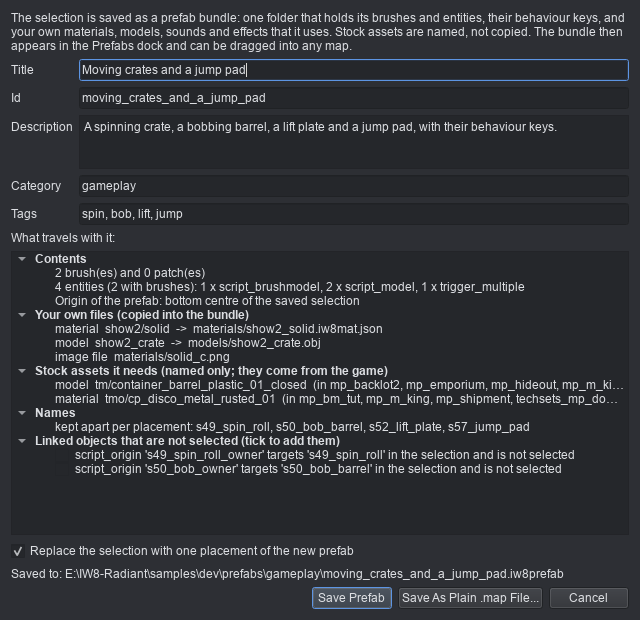 The selection is saved as a prefab bundle: one folder that holds its brushes and entities, their behaviour keys, and
your own materials, models, sounds and effects that it uses. Stock assets are named, not copied. The bundle then
appears in the Prefabs dock and can be dragged into any map.
Title Moving crates and a jump pad
Id moving_crates_and_a_jump_pad
Description A spinning crate, a bobbing barrel, a lift plate and a jump pad, with their behaviour keys.
Category gameplay
Tags spin, bob, lift, jump
What travels with it:
Contents
2 brush(es) and 0 patch(es)
4 entities (2 with brushes): 1 x script_brushmodel, 2 x script_model, 1 x trigger_multiple
Origin of the prefab: bottom centre of the saved selection
Your own files (copied into the bundle)
material show2/solid -> materials/show2_solid.iw8mat.json
model show2_crate -> models/show2_crate.obj
image file materials/solid_c.png
Stock assets it needs (named only; they come from the game)
model tm/container_barrel_plastic_01_closed (in mp_backlot2, mp_emporium, mp_hideout, mp_m_ki...
material tmo/cp_disco_metal_rusted_01 (in mp_bm_tut, mp_m_king, mp_shipment, techsets_mp_do...
Names
kept apart per placement: s49_spin_roll, s50_bob_barrel, s52_lift_plate, s57_jump_pad
Linked objects that are not selected (tick to add them)
script_origin 's49_spin_roll_owner' targets 's49_spin_roll' in the selection and is not selected
script_origin 's50_bob_owner' targets 's50_bob_barrel' in the selection and is not selected
Replace the selection with one placement of the new prefab
Saved to: E:\IW8-Radiant\samples\dev\prefabs\gameplay\moving_crates_and_a_jump_pad.iw8prefab
Save Prefab Save As Plain .map File... Cancel